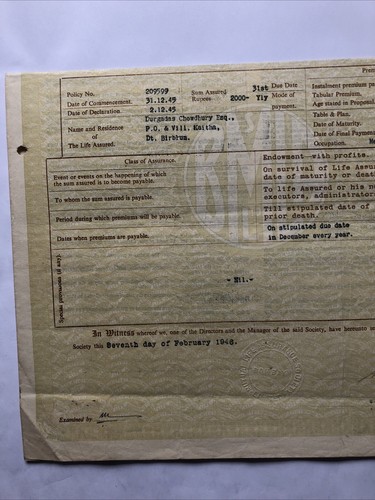 Prem
Policy No. 209599 Sum Assured. Rupees 2000- 31st Yly Due Date Mode of payment. Instalment premium pa
Date of Commencement. 31.12.45 Tabular Premium.
Date of Declaration. 2.12.45 Age stated in Proposal
Name and Residence of The Life Assured. Durgadas Chowdhury Esq., P.O. & Vill. Kaitha, Dt. Birbhum. Table & Plan.
Date of Maturity.
Date of Final Payment
Occupation.
Class of Assurance. Endowment with profits.
Event or events on the happening of which the sum assured is to become payable. On survival of Life Assu date of maturity or deat
To whom the sum assured is payable. To life Assured or his n executors, administrator
Period during which premiums will be payable. Till stipulated date of prior death.
Dates when premiums are payable. On stipulated due date in December every year.
Special provisions (if any).
-Nil.-
In Witness whereof we, one of the Directors and the Manager of the said Society, have hereunto s
Society this Seventh day of February 1946.
Examined by